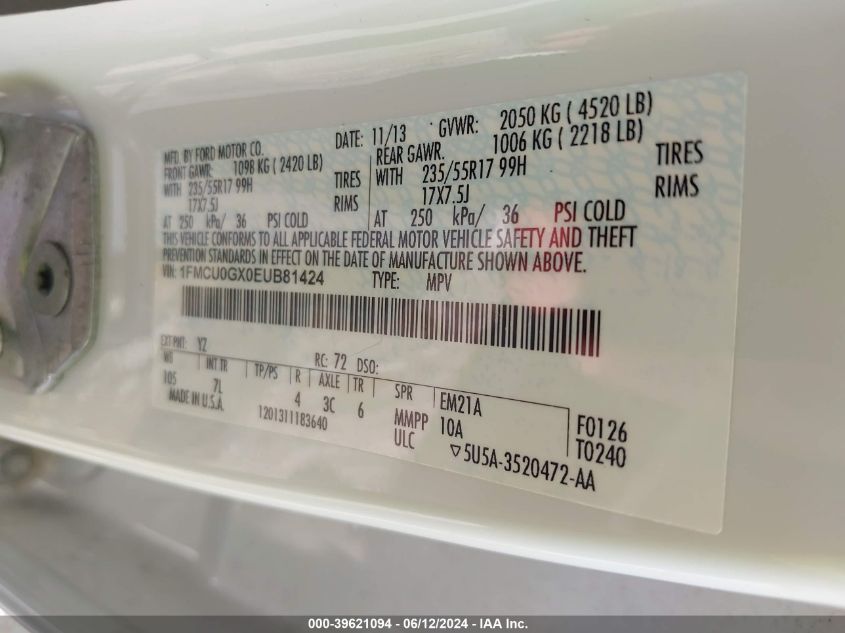 MFD. BY FORD MOTOR CO.
DATE: 11/13 GVWR: 2050 KG ( 4520 LB)
FRONT GAWR: 1098 KG ( 2420 LB)
REAR GAWR: 1006 KG ( 2218 LB)
WITH 235/55R17 99H TIRES
WITH 235/55R17 99H TIRES
17X7.5J RIMS
17X7.5J RIMS
AT 250 kPa/ 36 PSI COLD
AT 250 kPa/ 36 PSI COLD
THIS VEHICLE CONFORMS TO ALL APPLICABLE FEDERAL MOTOR VEHICLE SAFETY AND THEFT
PREVENTION STANDARDS IN EFFECT ON THE DATE OF MANUFACTURE SHOWN ABOVE.
VIN: 1FMCU0GX0EUB81424 TYPE: MPV
EXT PNT: YZ RC: 72 DSO:
WB INT TR TP/PS R AXLE TR SPR EM21A
105 7L 4 3C 6 MMPP 10A F0126
MADE IN U.S.A. 1201311183640 ULC T0240
▽5U5A-3520472-AA
000-39621094 - 06/12/2024 - IAA Inc.